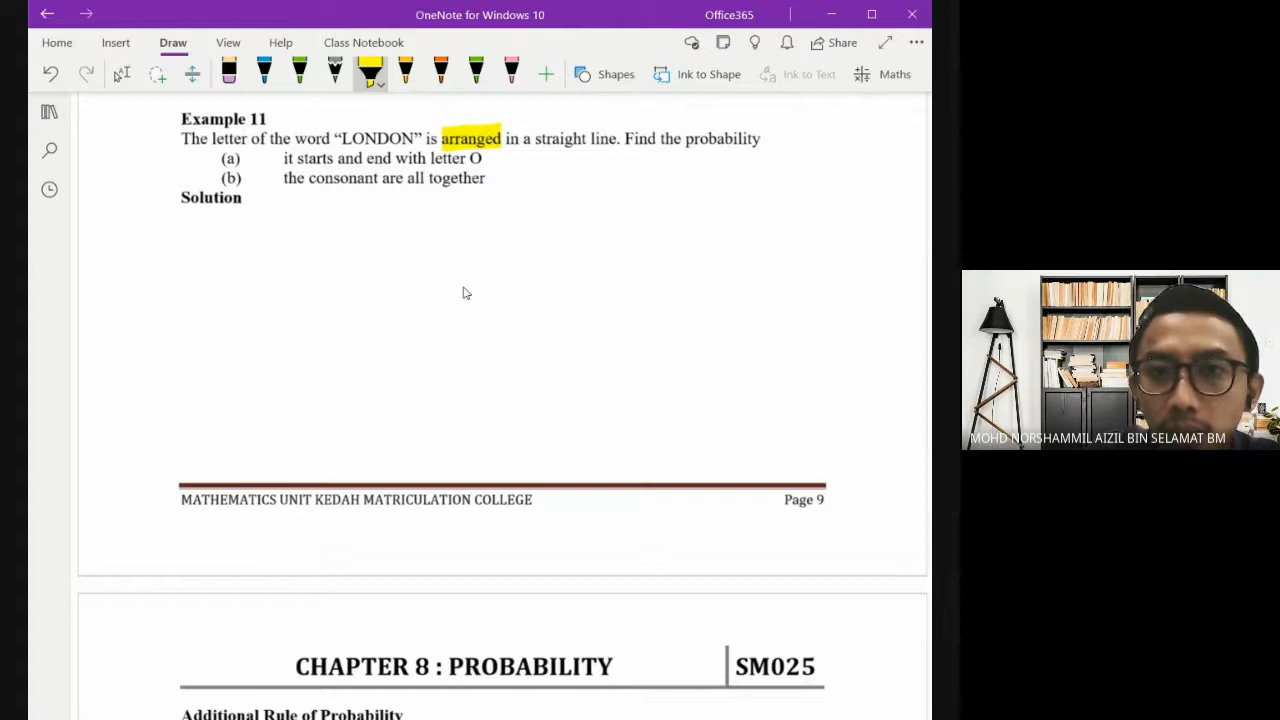 OneNote for Windows 10
Office365
Home
Insert
Draw
View
Help
Class Notebook
Share
Shapes
Ink to Shape
Ink to Text
Maths
Example 11
The letter of the word “LONDON” is arranged in a straight line. Find the probability
(a) it starts and end with letter O
(b) the consonant are all together
Solution
MATHEMATICS UNIT KEDAH MATRICULATION COLLEGE Page 9
CHAPTER 8 : PROBABILITY SM025
Additional Rule of Probability
MOHD NORSHAMMIL AIZIL BIN SELAMAT BM